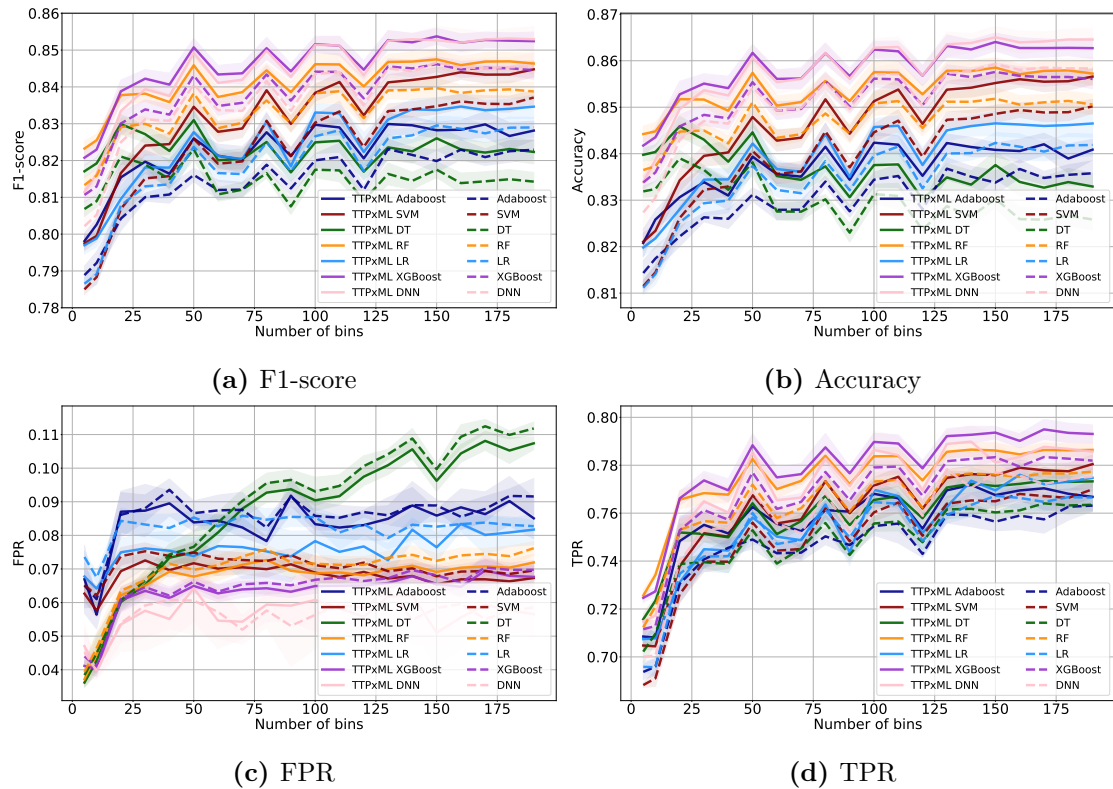 0.86
0.85
0.84
0.83
0.82
0.81
0.80
0.79
0.78
F1-score
0 25 50 75 100 125 150 175
Number of bins
TTPxML Adaboost Adaboost
TTPxML SVM SVM
TTPxML DT DT
TTPxML RF RF
TTPxML LR LR
TTPxML XGBoost XGBoost
TTPxML DNN DNN
(a) F1-score
0.87
0.86
0.85
0.84
0.83
0.82
0.81
Accuracy
0 25 50 75 100 125 150 175
Number of bins
TTPxML Adaboost Adaboost
TTPxML SVM SVM
TTPxML DT DT
TTPxML RF RF
TTPxML LR LR
TTPxML XGBoost XGBoost
TTPxML DNN DNN
(b) Accuracy
0.11
0.10
0.09
0.08
0.07
0.06
0.05
0.04
FPR
0 25 50 75 100 125 150 175
Number of bins
TTPxML Adaboost Adaboost
TTPxML SVM SVM
TTPxML DT DT
TTPxML RF RF
TTPxML LR LR
TTPxML XGBoost XGBoost
TTPxML DNN DNN
(c) FPR
0.80
0.78
0.76
0.74
0.72
0.70
TPR
0 25 50 75 100 125 150 175
Number of bins
TTPxML Adaboost Adaboost
TTPxML SVM SVM
TTPxML DT DT
TTPxML RF RF
TTPxML LR LR
TTPxML XGBoost XGBoost
TTPxML DNN DNN
(d) TPR